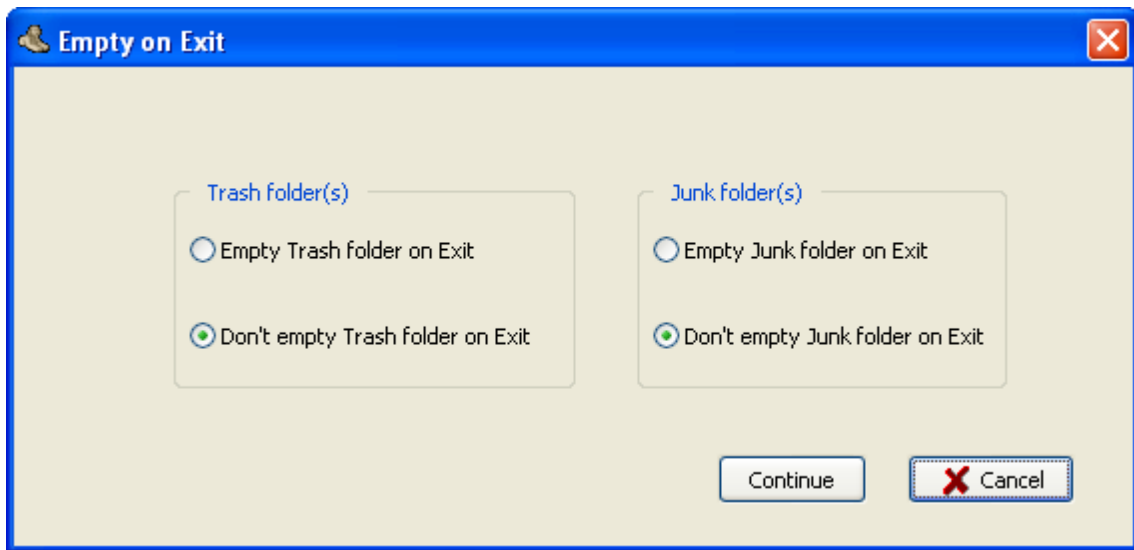 Empty on Exit
Trash folder(s)
Empty Trash folder on Exit
Don't empty Trash folder on Exit
Junk folder(s)
Empty Junk folder on Exit
Don't empty Junk folder on Exit
Continue
Cancel